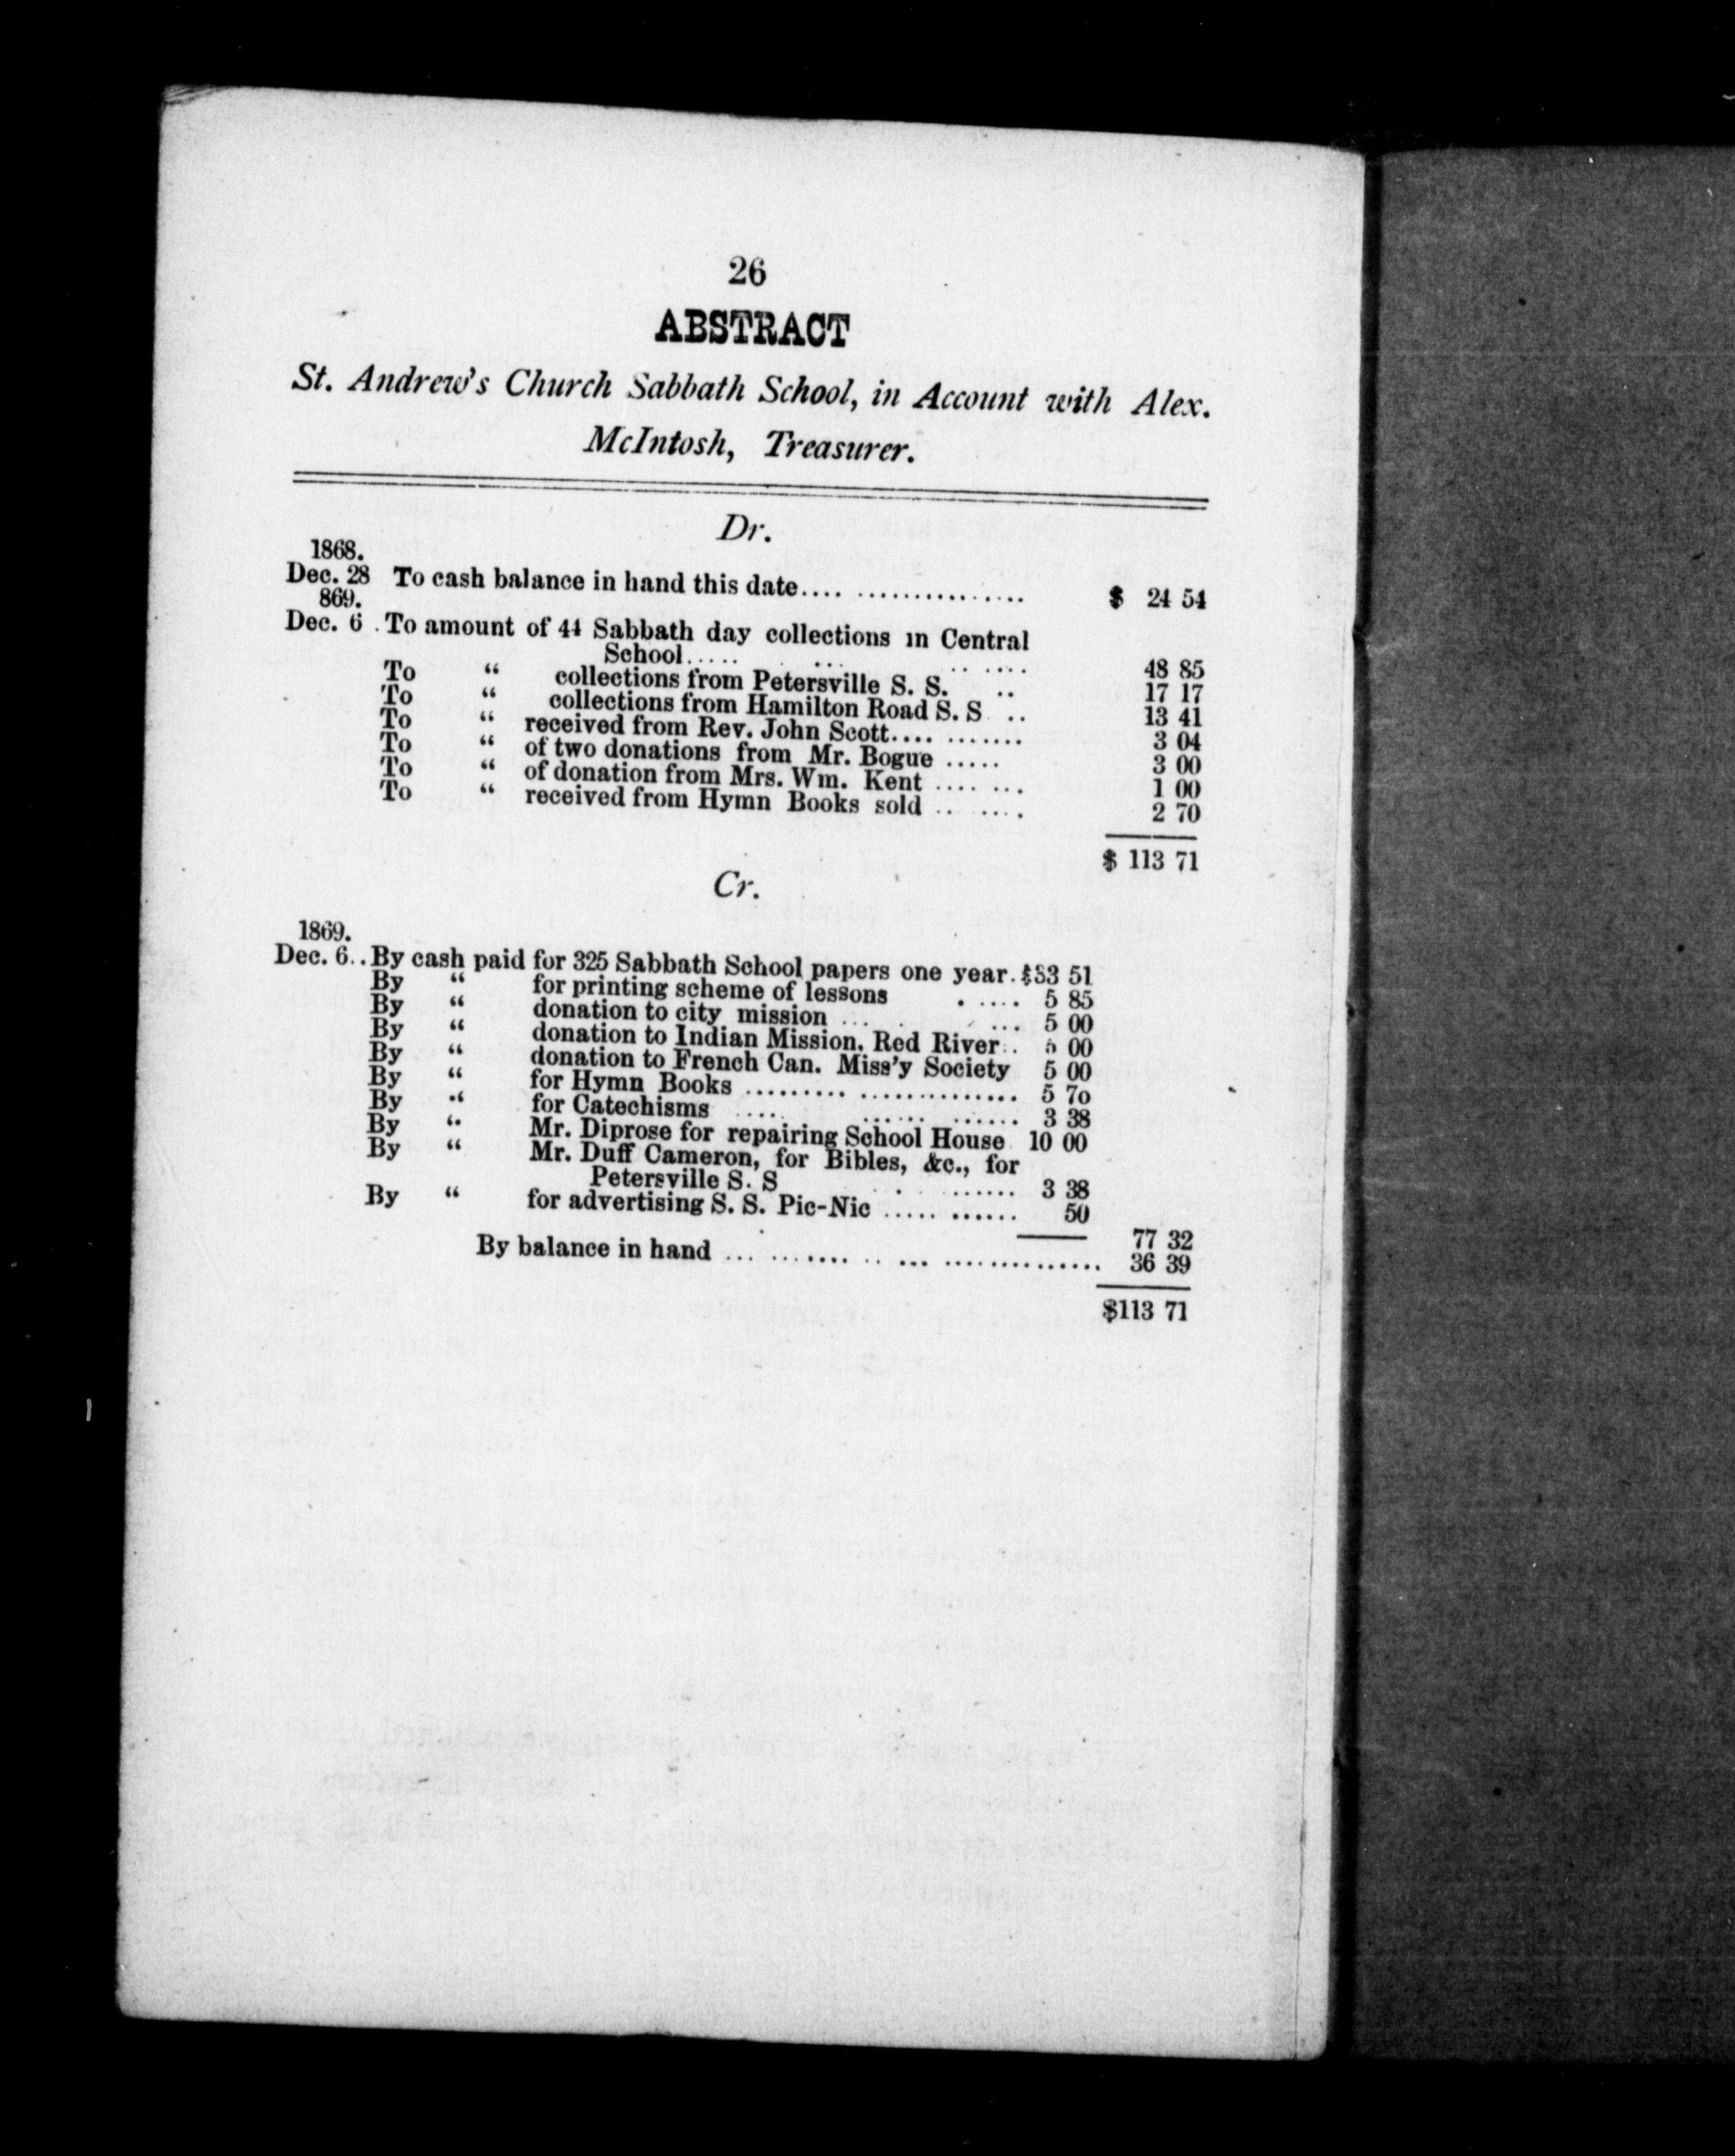 26
ABSTRACT
St. Andrew's Church Sabbath School, in Account with Alex.
McIntosh, Treasurer.
Dr.
1868.
Dec. 28 To cash balance in hand this date.... ................ $ 24 54
869.
Dec. 6 . To amount of 44 Sabbath day collections in Central
School..... ... .. .... 48 85
To “ collections from Petersville S. S. .. 17 17
To “ collections from Hamilton Road S. S .. 13 41
To “ received from Rev. John Scott.... ....... 3 04
To “ of two donations from Mr. Bogue ..... 3 00
To “ of donation from Mrs. Wm. Kent .... ... 1 00
To “ received from Hymn Books sold .. .... 2 70
$ 113 71
Cr.
1869.
Dec. 6.. By cash paid for 325 Sabbath School papers one year. $33 51
By “ for printing scheme of lessons . .... 5 85
By “ donation to city mission ... . ... 5 00
By “ donation to Indian Mission. Red River.. 5 00
By “ donation to French Can. Miss'y Society 5 00
By “ for Hymn Books ......... .............. 5 7o
By “ for Catechisms .... ...... ...... 3 38
By “ Mr. Diprose for repairing School House 10 00
By “ Mr. Duff Cameron, for Bibles, &c., for
Petersville S. S . ...... 3 38
By “ for advertising S. S. Pic-Nic ..... ...... 50
77 32
By balance in hand ... ....... .. ... .............. 36 39
$113 71